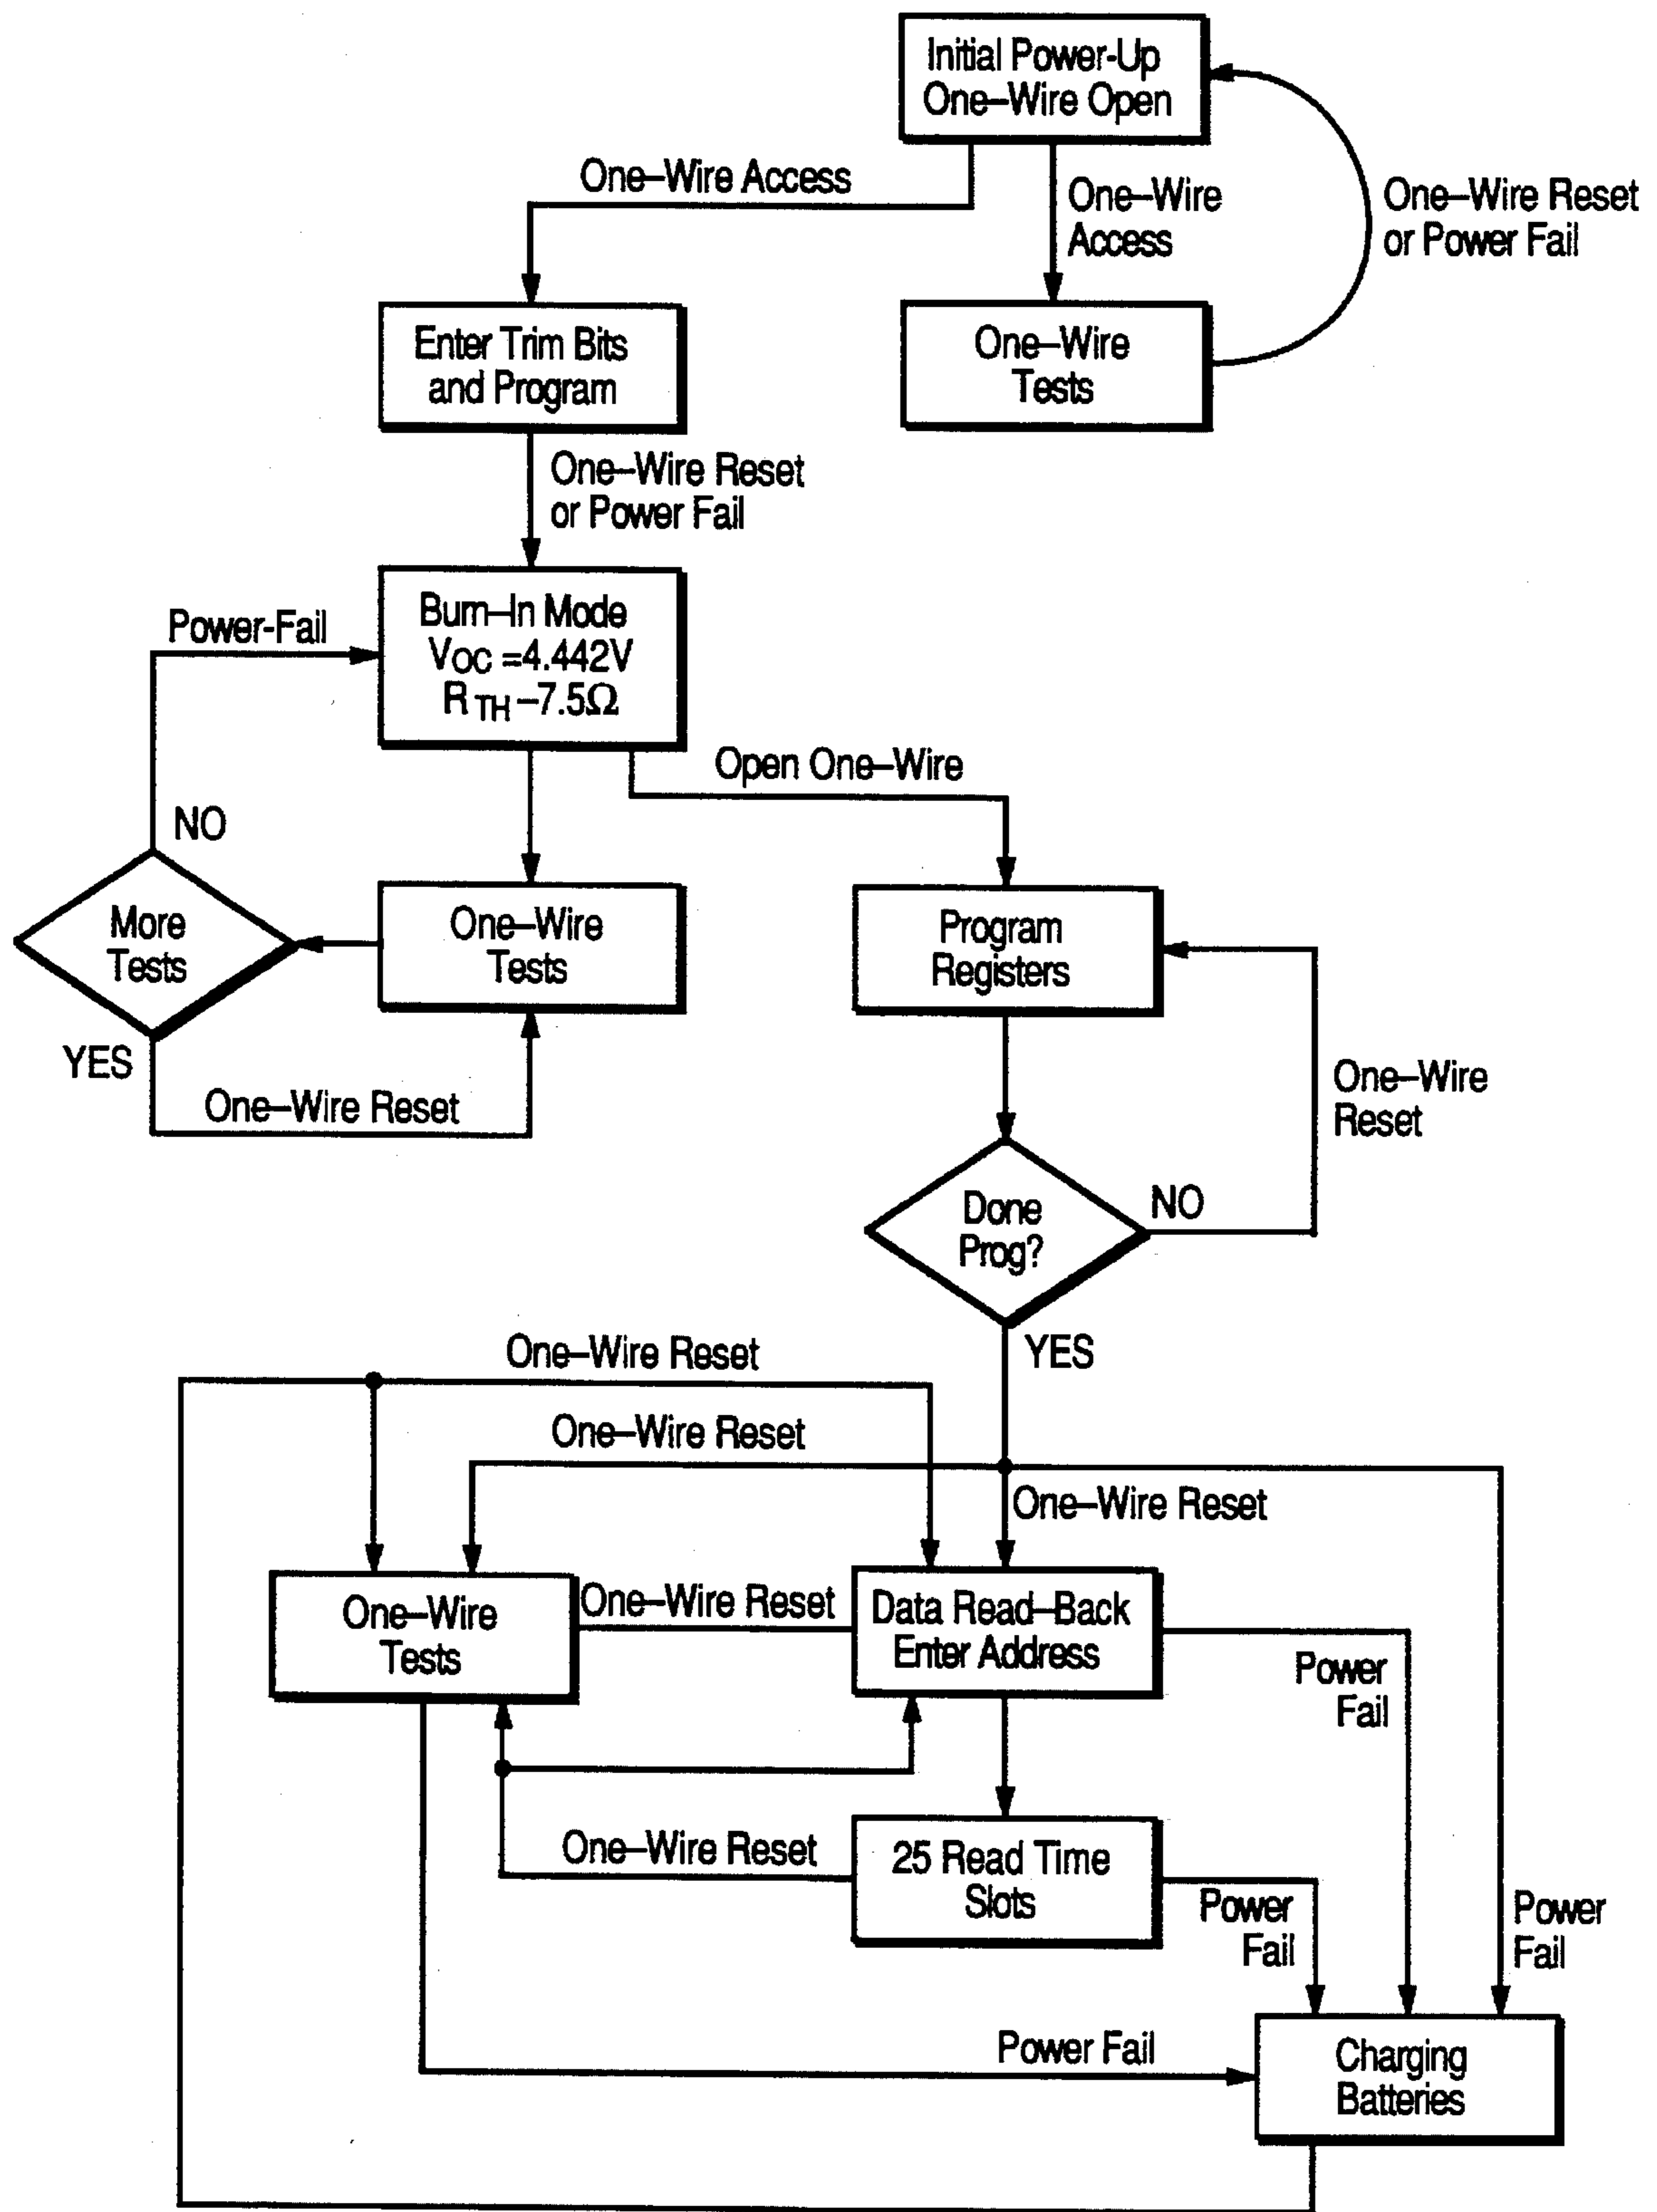 Initial Power-Up
One–Wire Open
One–Wire Access
One–Wire
Access
One–Wire Reset
or Power Fail
Enter Trim Bits
and Program
One–Wire
Tests
One–Wire Reset
or Power Fail
Power-Fail
Burn–In Mode
VOC =4.442V
R TH –7.5Ω
Open One–Wire
NO
More
Tests
One–Wire
Tests
Program
Registers
YES
One–Wire Reset
One–Wire
Reset
Done
Prog?
NO
YES
One–Wire Reset
One–Wire Reset
One–Wire Reset
One–Wire
Tests
One–Wire Reset
Data Read–Back
Enter Address
Power
Fail
One–Wire Reset
25 Read Time
Slots
Power
Fail
Power
Fail
Power Fail
Charging
Batteries